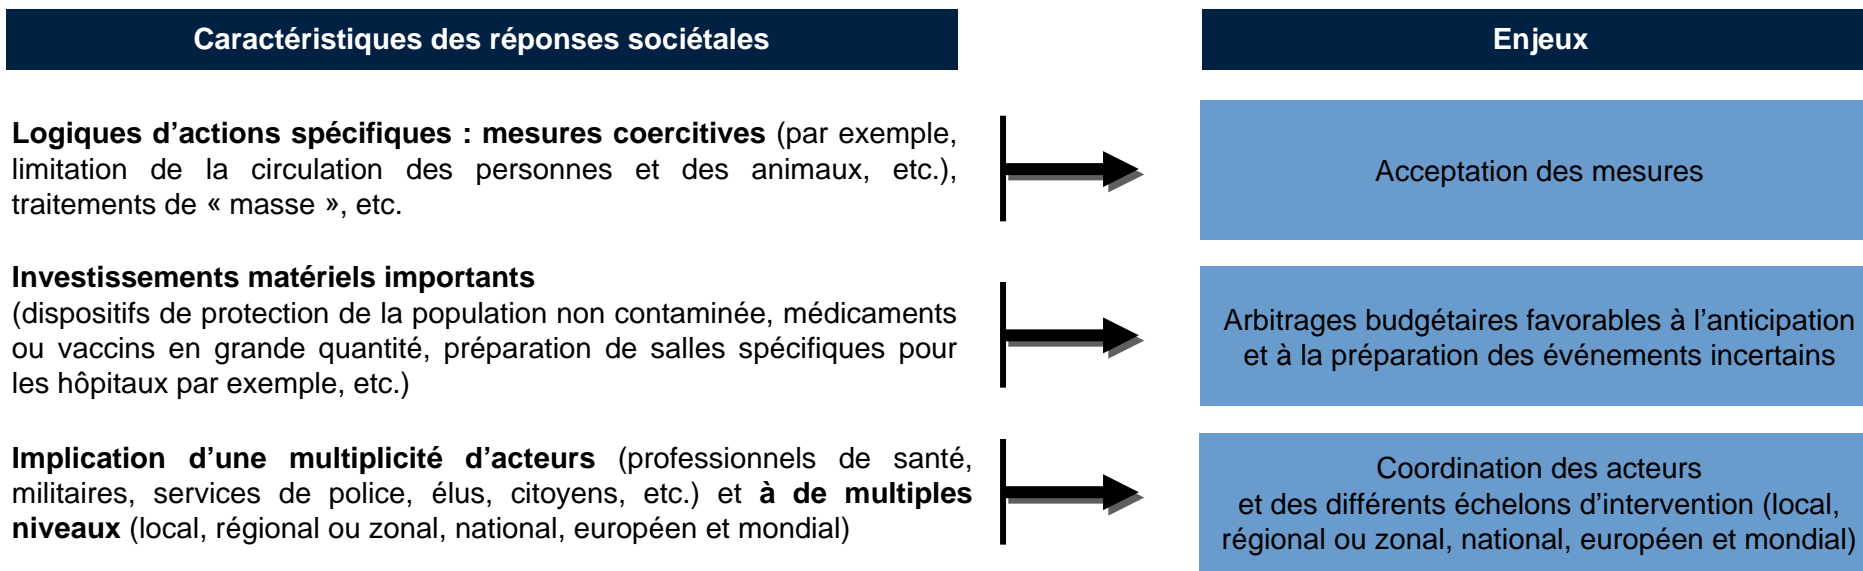 Caractéristiques des réponses sociétales
Enjeux
Logiques d’actions spécifiques : mesures coercitives (par exemple,
limitation de la circulation des personnes et des animaux, etc.),
traitements de « masse », etc.
Acceptation des mesures
Investissements matériels importants
(dispositifs de protection de la population non contaminée, médicaments
ou vaccins en grande quantité, préparation de salles spécifiques pour
les hôpitaux par exemple, etc.)
Arbitrages budgétaires favorables à l’anticipation
et à la préparation des événements incertains
Implication d’une multiplicité d’acteurs (professionnels de santé,
militaires, services de police, élus, citoyens, etc.) et à de multiples
niveaux (local, régional ou zonal, national, européen et mondial)
Coordination des acteurs
et des différents échelons d’intervention (local,
régional ou zonal, national, européen et mondial)